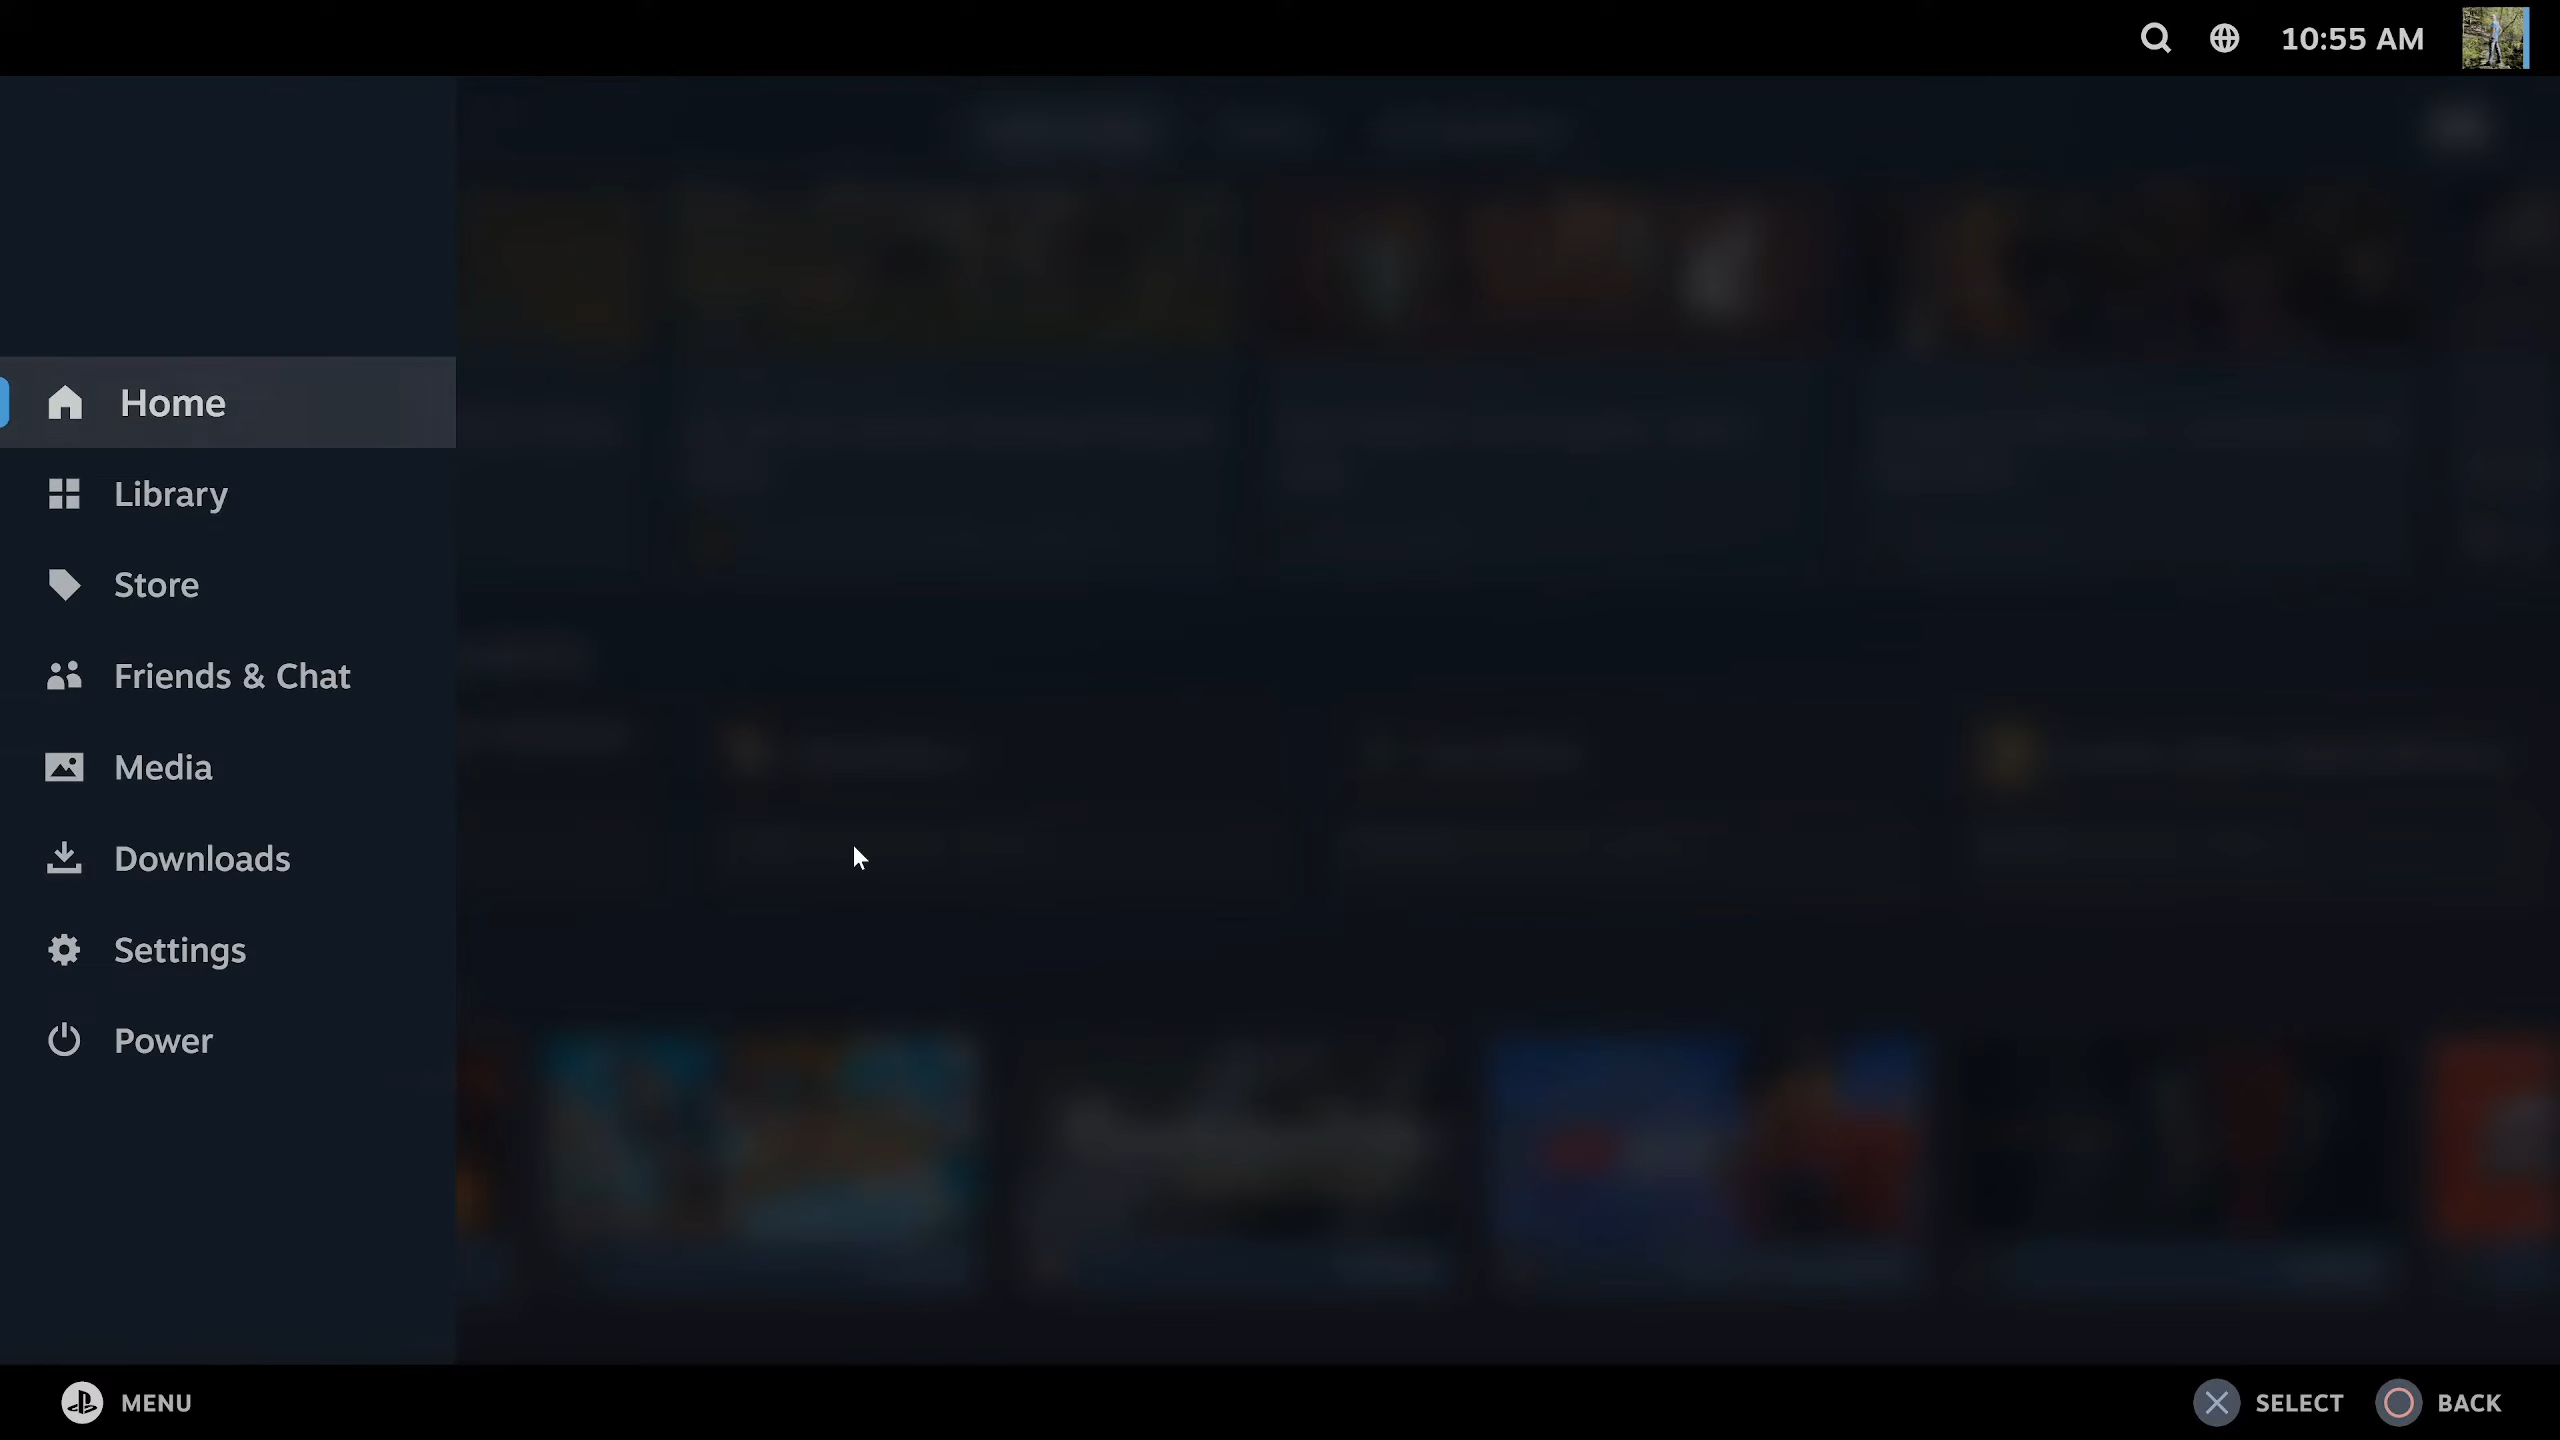 10:55 AM
Home
Library
Store
Friends & Chat
Media
Downloads
Settings
Power
MENU
SELECT
BACK